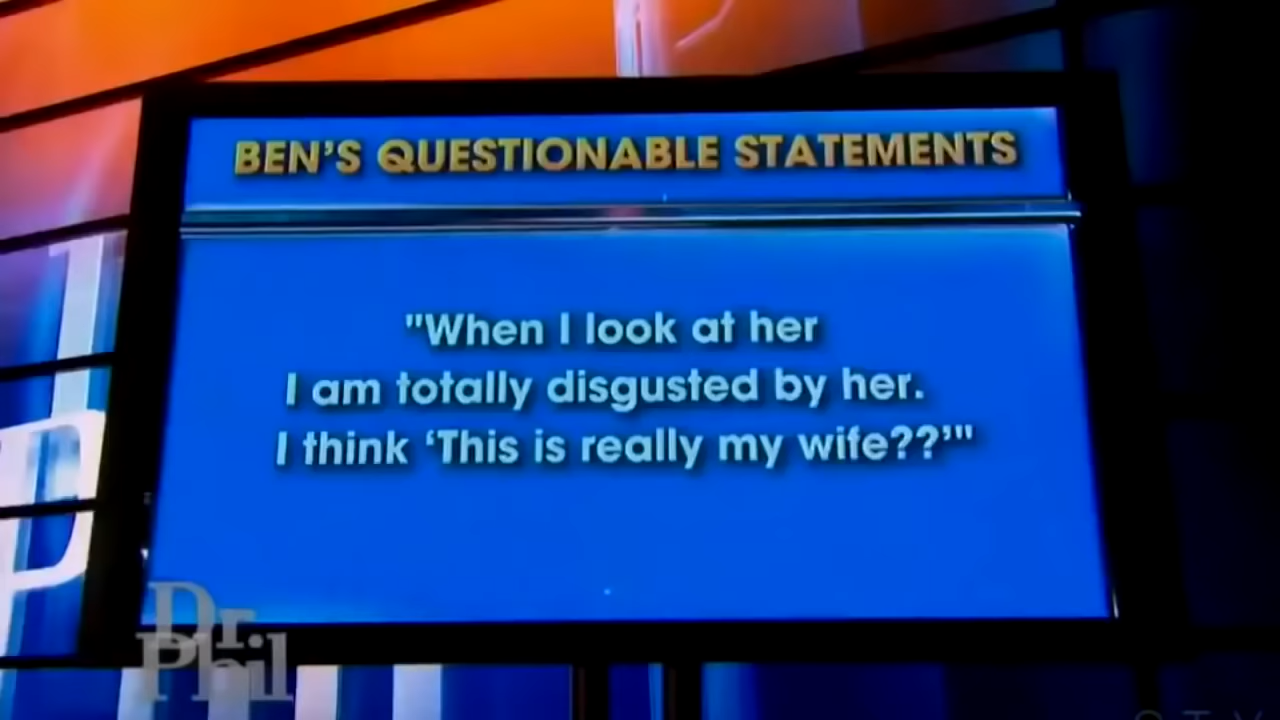 BEN'S QUESTIONABLE STATEMENTS
"When I look at her
I am totally disgusted by her.
I think ‘This is really my wife??’"
Dr.
Phil
CTV